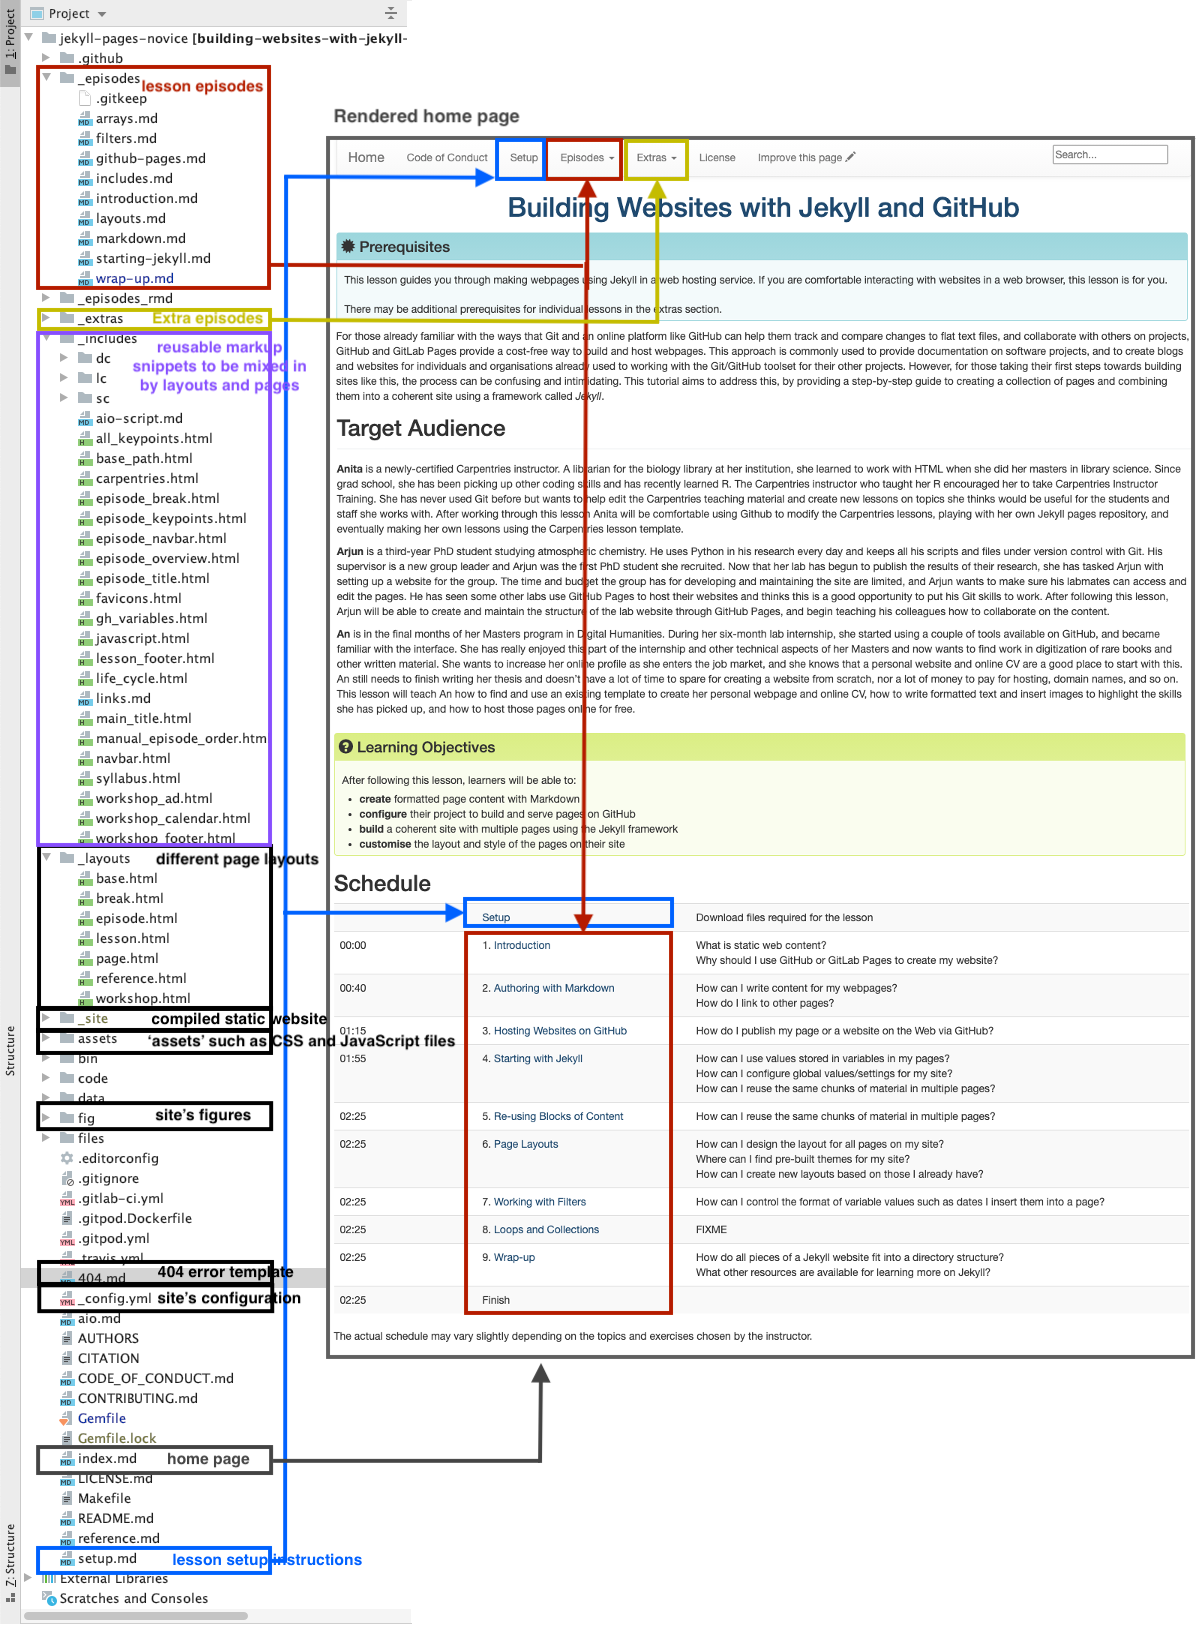 1: Project
Structure
Z: Structure
Project
jekyll-pages-novice [building-websites-with-jekyll-
.github
_episodes
lesson episodes
.gitkeep
arrays.md
filters.md
github-pages.md
includes.md
introduction.md
layouts.md
markdown.md
starting-jekyll.md
wrap-up.md
_episodes_rmd
_extras
Extra episodes
_includes
reusable markup
snippets to be mixed in
by layouts and pages
dc
lc
sc
aio-script.md
all_keypoints.html
base_path.html
carpentries.html
episode_break.html
episode_keypoints.html
episode_navbar.html
episode_overview.html
episode_title.html
favicons.html
gh_variables.html
javascript.html
lesson_footer.html
life_cycle.html
links.md
main_title.html
manual_episode_order.htm
navbar.html
syllabus.html
workshop_ad.html
workshop_calendar.html
workshop_footer.html
_layouts
different page layouts
base.html
break.html
episode.html
lesson.html
page.html
reference.html
workshop.html
_site
compiled static website
assets
‘assets’ such as CSS and JavaScript files
bin
code
data
fig
site’s figures
files
.editorconfig
.gitignore
.gitlab-ci.yml
.gitpod.Dockerfile
.gitpod.yml
.travis.yml
404.md
404 error template
_config.yml
site’s configuration
aio.md
AUTHORS
CITATION
CODE_OF_CONDUCT.md
CONTRIBUTING.md
Gemfile
Gemfile.lock
index.md
home page
LICENSE.md
Makefile
README.md
reference.md
setup.md
lesson setup instructions
External Libraries
Scratches and Consoles
Rendered home page
Home Code of Conduct Setup Episodes Extras License Improve this page Search...
Building Websites with Jekyll and GitHub
Prerequisites
This lesson guides you through making webpages using Jekyll in a web hosting service. If you are comfortable interacting with websites in a web browser, this lesson is for you.
There may be additional prerequisites for individual lessons in the extras section.
For those already familiar with the ways that Git and an online platform like GitHub can help them track and compare changes to flat text files, and collaborate with others on projects,
GitHub and GitLab Pages provide a cost-free way to build and host webpages. This approach is commonly used to provide documentation on software projects, and to create blogs
and websites for individuals and organisations already used to working with the Git/GitHub toolset for their other projects. However, for those taking their first steps towards building
sites like this, the process can be confusing and intimidating. This tutorial aims to address this, by providing a step-by-step guide to creating a collection of pages and combining
them into a coherent site using a framework called Jekyll.
Target Audience
Anita is a newly-certified Carpentries instructor. A librarian for the biology library at her institution, she learned to work with HTML when she did her masters in library science. Since
grad school, she has been picking up other coding skills and has recently learned R. The Carpentries instructor who taught her R encouraged her to take Carpentries Instructor
Training. She has never used Git before but wants to help edit the Carpentries teaching material and create new lessons on topics she thinks would be useful for the students and
staff she works with. After working through this lesson Anita will be comfortable using Github to modify the Carpentries lessons, playing with her own Jekyll pages repository, and
eventually making her own lessons using the Carpentries lesson template.
Arjun is a third-year PhD student studying atmospheric chemistry. He uses Python in his research every day and keeps all his scripts and files under version control with Git. His
supervisor is a new group leader and Arjun was the first PhD student she recruited. Now that her lab has begun to publish the results of their research, she has tasked Arjun with
setting up a website for the group. The time and budget the group has for developing and maintaining the site are limited, and Arjun wants to make sure his labmates can access and
edit the pages. He has seen some other labs use GitHub Pages to host their websites and thinks this is a good opportunity to put his Git skills to work. After following this lesson,
Arjun will be able to create and maintain the structure of the lab website through GitHub Pages, and begin teaching his colleagues how to collaborate on the content.
An is in the final months of her Masters program in Digital Humanities. During her six-month lab internship, she started using a couple of tools available on GitHub, and became
familiar with the interface. She has really enjoyed this part of the internship and other technical aspects of her Masters and now wants to find work in digitization of rare books and
other written material. She wants to increase her online profile as she enters the job market, and she knows that a personal website and online CV are a good place to start with this.
An still needs to finish writing her thesis and doesn't have a lot of time to spare for creating a website from scratch, nor a lot of money to pay for hosting, domain names, and so on.
This lesson will teach An how to find and use an existing template to create her personal webpage and online CV, how to write formatted text and insert images to highlight the skills
she has picked up, and how to host those pages online for free.
Learning Objectives
After following this lesson, learners will be able to:
• create formatted page content with Markdown
• configure their project to build and serve pages on GitHub
• build a coherent site with multiple pages using the Jekyll framework
• customise the layout and style of the pages on their site
Schedule
Setup Download files required for the lesson
00:00 1. Introduction What is static web content?
Why should I use GitHub or GitLab Pages to create my website?
00:40 2. Authoring with Markdown How can I write content for my webpages?
How do I link to other pages?
01:15 3. Hosting Websites on GitHub How do I publish my page or a website on the Web via GitHub?
01:55 4. Starting with Jekyll How can I use values stored in variables in my pages?
How can I configure global values/settings for my site?
How can I reuse the same chunks of material in multiple pages?
02:25 5. Re-using Blocks of Content How can I reuse the same chunks of material in multiple pages?
02:25 6. Page Layouts How can I design the layout for all pages on my site?
Where can I find pre-built themes for my site?
How can I create new layouts based on those I already have?
02:25 7. Working with Filters How can I control the format of variable values such as dates I insert them into a page?
02:25 8. Loops and Collections FIXME
02:25 9. Wrap-up How do all pieces of a Jekyll website fit into a directory structure?
What other resources are available for learning more on Jekyll?
02:25 Finish
The actual schedule may vary slightly depending on the topics and exercises chosen by the instructor.